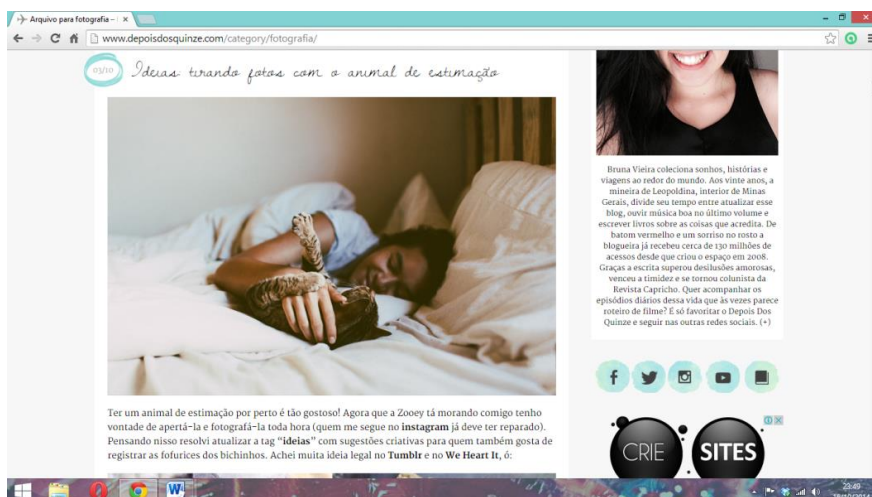 Arquivo para fotografia –
www.depoisdosquinze.com/category/fotografia/
03/10
Ideias tirando fotos com o animal de estimação
Ter um animal de estimação por perto é tão gostoso! Agora que a Zooey tá morando comigo tenho
vontade de apertá-la e fotografá-la toda hora (quem me segue no instagram já deve ter reparado).
Pensando nisso resolvi atualizar a tag “ideias” com sugestões criativas para quem também gosta de
registrar as fofurices dos bichinhos. Achei muita ideia legal no Tumblr e no We Heart It, ó:
Bruna Vieira coleciona sonhos, histórias e
viagens ao redor do mundo. Aos vinte anos, a
mineira de Leopoldina, interior de Minas
Gerais, divide seu tempo entre atualizar esse
blog, ouvir música boa no último volume e
escrever livros sobre as coisas que acredita. De
batom vermelho e um sorriso no rosto a
blogueira já recebeu cerca de 130 milhões de
acessos desde que criou o espaço em 2008.
Graças a escrita superou desilusões amorosas,
venceu a timidez e se tornou colunista da
Revista Capricho. Quer acompanhar os
episódios diários dessa vida que às vezes parece
roteiro de filme? É só favoritar o Depois Dos
Quinze e seguir nas outras redes sociais. (+)
CRIE
SITES
23:49